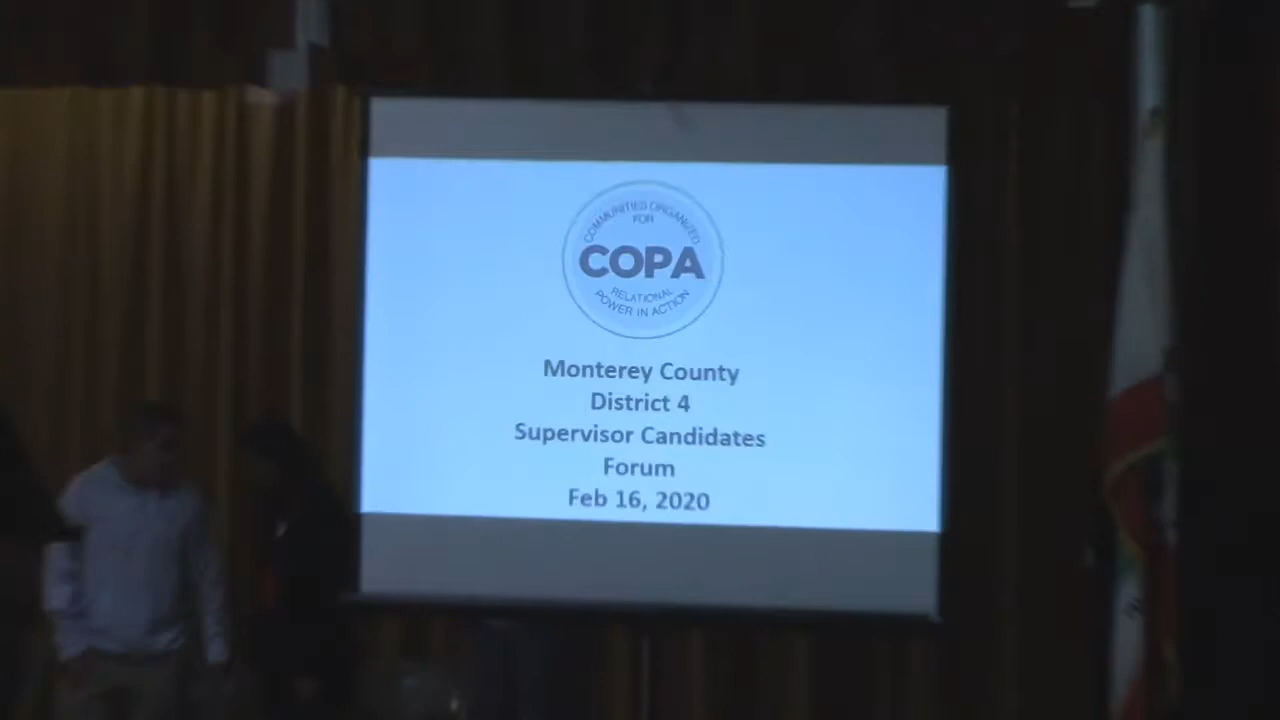 COMMUNITIES ORGANIZED
FOR
COPA
RELATIONAL
POWER IN ACTION
Monterey County
District 4
Supervisor Candidates
Forum
Feb 16, 2020